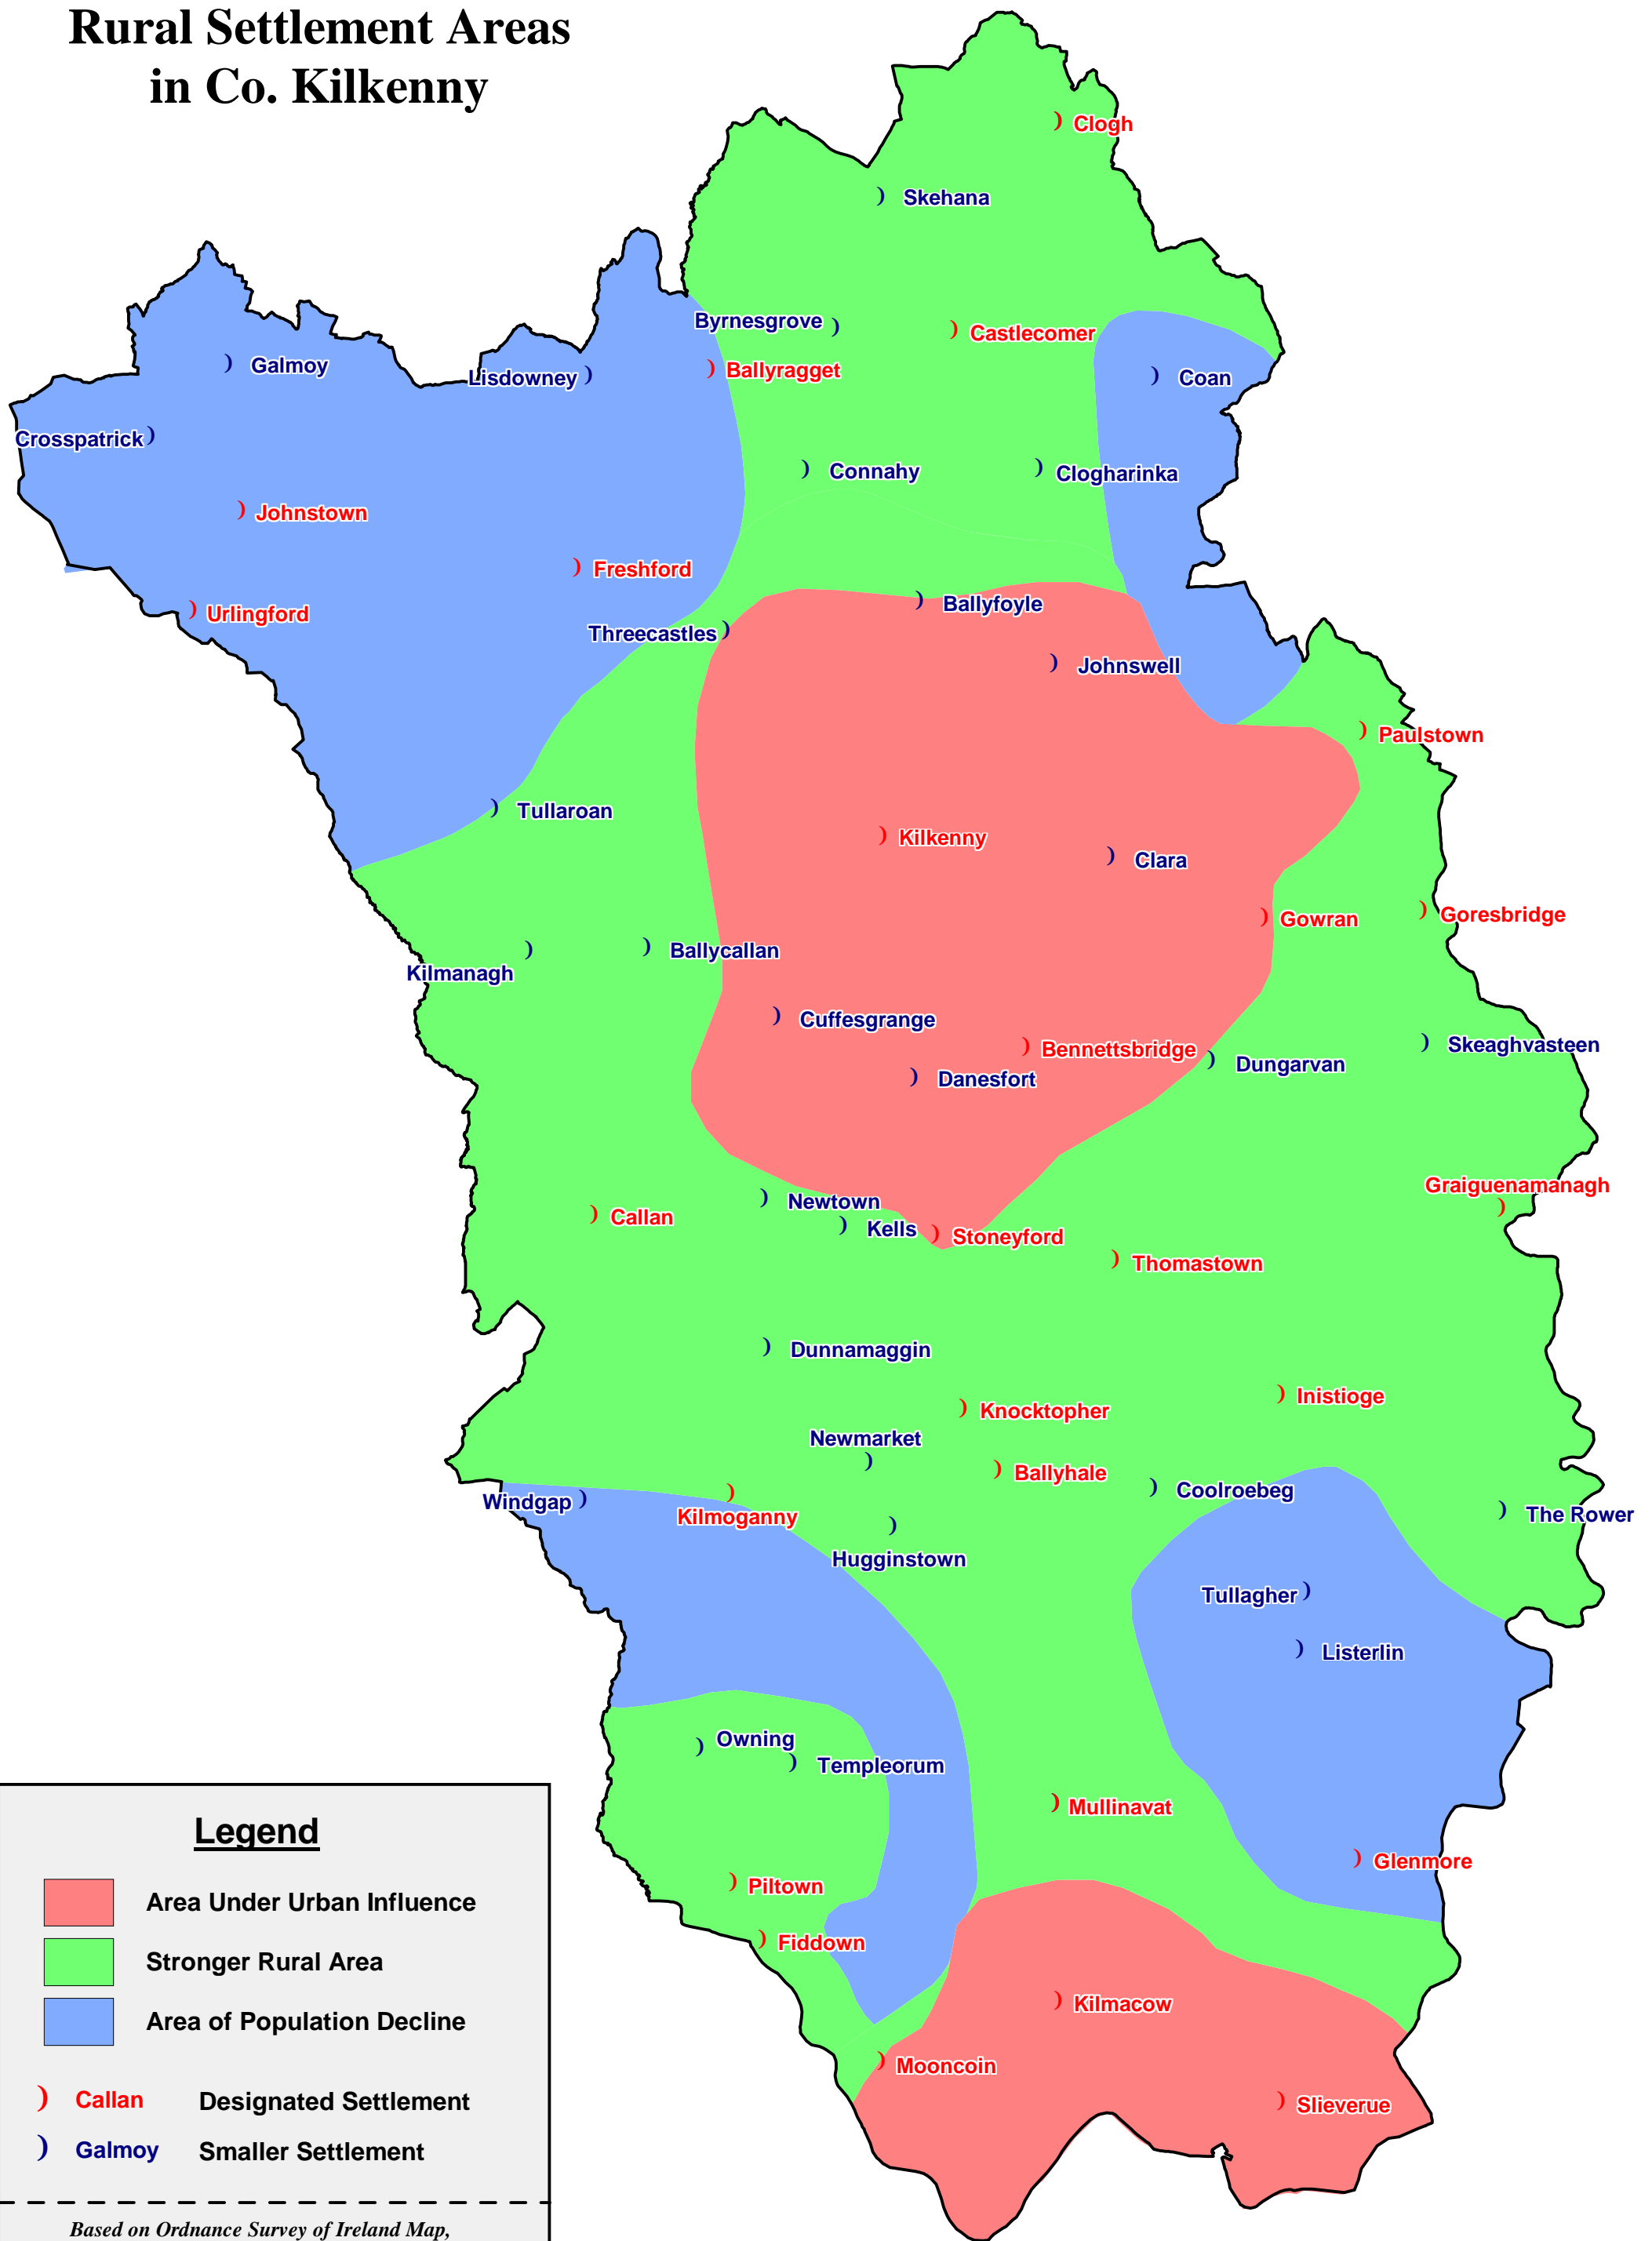 Rural Settlement Areas
in Co. Kilkenny
Clogh
Skehana
Byrnesgrove
Castlecomer
Galmoy
Lisdowney
Ballyragget
Coan
Crosspatrick
Connahy
Clogharinka
Johnstown
Freshford
Urlingford
Ballyfoyle
Threecastles
Johnswell
Paulstown
Tullaroan
Kilkenny
Clara
Gowran
Goresbridge
Kilmanagh
Ballycallan
Cuffesgrange
Bennettsbridge
Skeaghvasteen
Danesfort
Dungarvan
Graiguenamanagh
Newtown
Callan
Kells
Stoneyford
Thomastown
Dunnamaggin
Inistioge
Knocktopher
Newmarket
Ballyhale
Coolroebeg
Windgap
Kilmoganny
The Rower
Hugginstown
Tullagher
Listerlin
Owning
Templeorum
Mullinavat
Glenmore
Piltown
Fiddown
Kilmacow
Mooncoin
Slieverue
Legend
Area Under Urban Influence
Stronger Rural Area
Area of Population Decline
Callan Designated Settlement
Galmoy Smaller Settlement
Based on Ordnance Survey of Ireland Map,